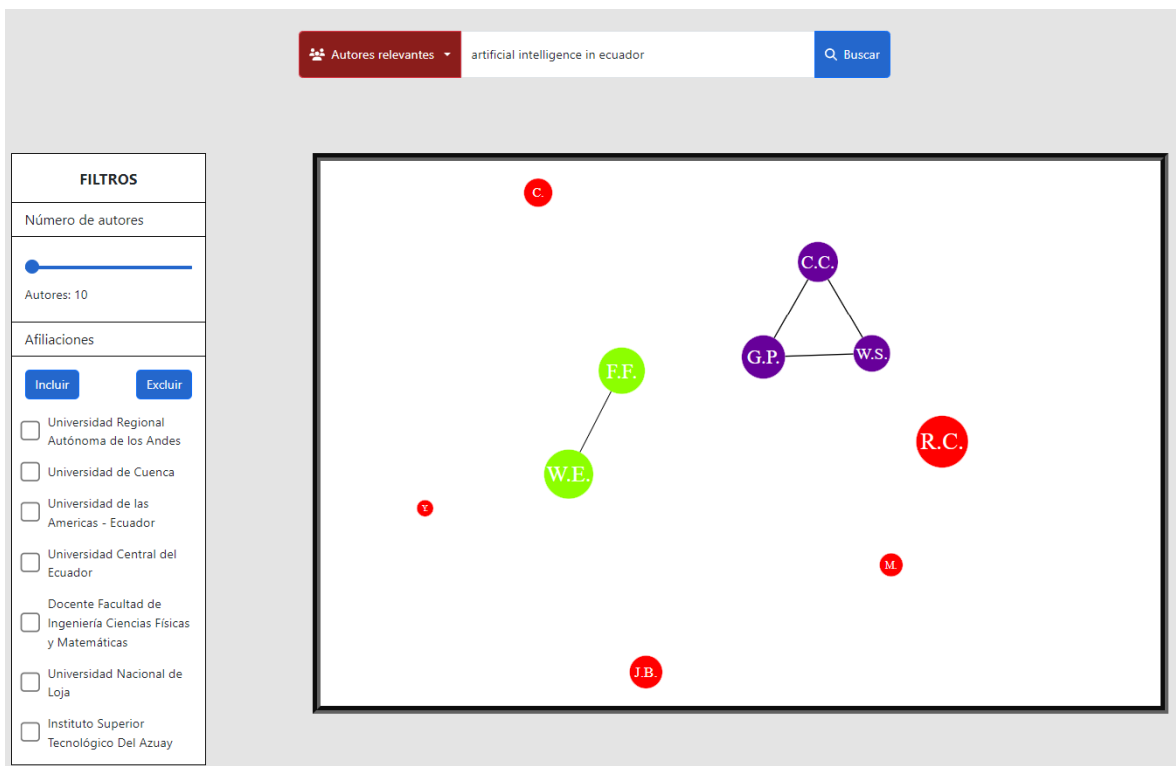 Autores relevantes
artificial intelligence in ecuador
Buscar
FILTROS
Número de autores
Autores: 10
Afiliaciones
Incluir
Excluir
Universidad Regional
Autónoma de los Andes
Universidad de Cuenca
Universidad de las
Americas - Ecuador
Universidad Central del
Ecuador
Docente Facultad de
Ingeniería Ciencias Físicas
y Matemáticas
Universidad Nacional de
Loja
Instituto Superior
Tecnológico Del Azuay
C.
C.C.
G.P.
W.S.
F.F.
R.C.
W.E.
Y.
M.
J.B.